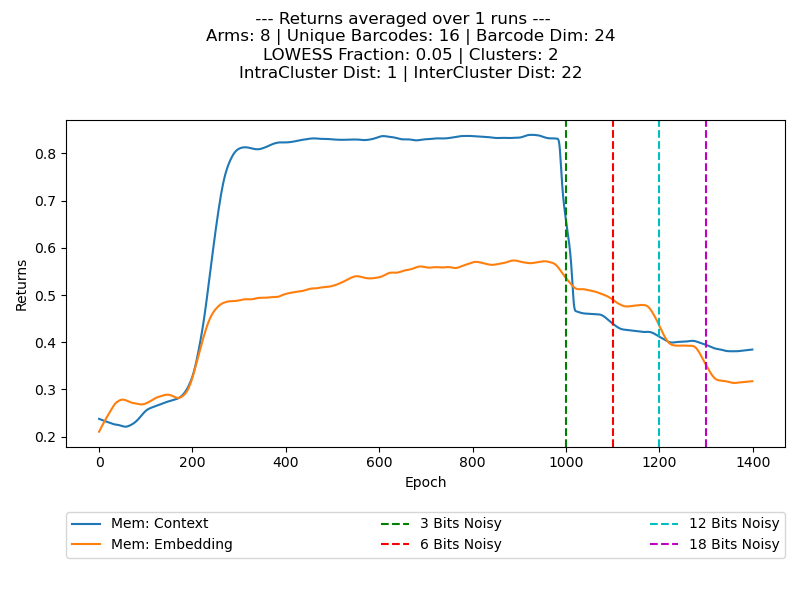 --- Returns averaged over 1 runs ---
Arms: 8 | Unique Barcodes: 16 | Barcode Dim: 24
LOWESS Fraction: 0.05 | Clusters: 2
IntraCluster Dist: 1 | InterCluster Dist: 22
0.8
0.7
0.6
0.5
0.4
0.3
0.2
Returns
0 200 400 600 800 1000 1200 1400
Epoch
Mem: Context 3 Bits Noisy 12 Bits Noisy
Mem: Embedding 6 Bits Noisy 18 Bits Noisy